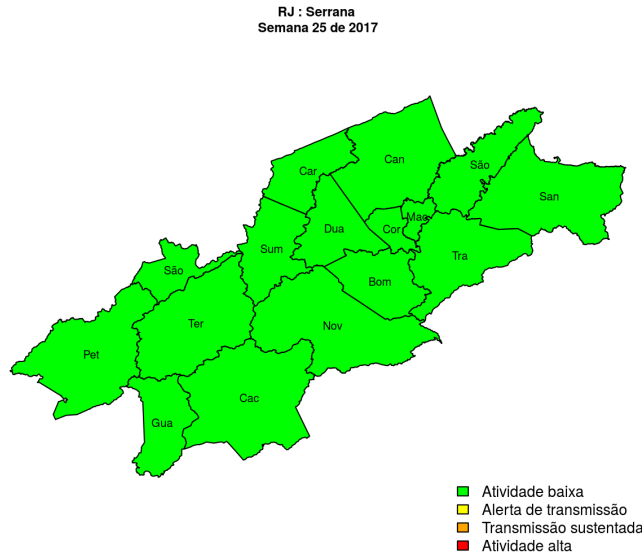 RJ : Serrana
Semana 25 de 2017
Can
São
Car
San
Mac
Dua
Cor
Sum
Tra
São
Bom
Ter
Nov
Pet
Cac
Gua
Atividade baixa
Alerta de transmissão
Transmissão sustentada
Atividade alta